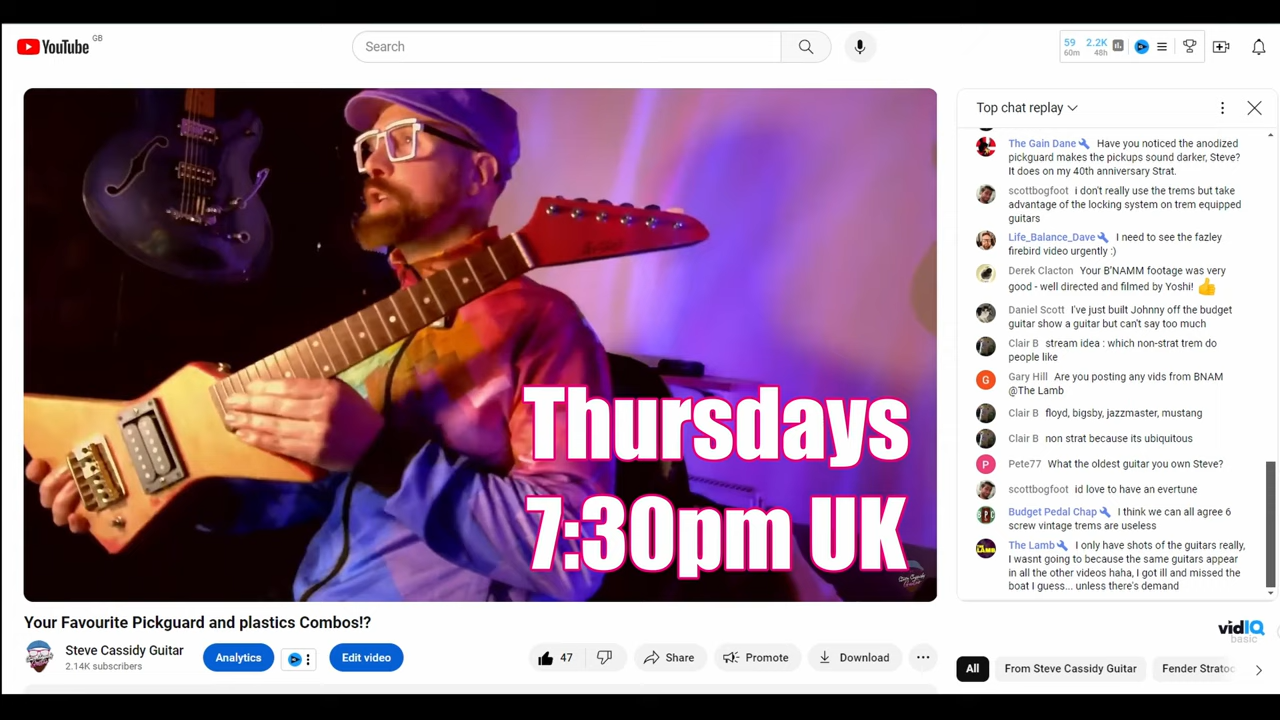 YouTube GB
Search
59 2.2K
60m 48h
Thursdays
7:30pm UK
Top chat replay
The Gain Dane Have you noticed the anodized
pickguard makes the pickups sound darker, Steve?
It does on my 40th anniversary Strat.
scottbogfoot i don't really use the trems but take
advantage of the locking system on trem equipped
guitars
Life_Balance_Dave I need to see the fazley
firebird video urgently :)
Derek Clacton Your B'NAMM footage was very
good - well directed and filmed by Yoshi!
Daniel Scott I've just built Johnny off the budget
guitar show a guitar but can't say too much
Clair B stream idea : which non-strat trem do
people like
G
Gary Hill Are you posting any vids from BNAM
@The Lamb
Clair B floyd, bigsby, jazzmaster, mustang
Clair B non strat because its ubiquitous
P
Pete77 What the oldest guitar you own Steve?
scottbogfoot id love to have an evertune
Budget Pedal Chap I think we can all agree 6
screw vintage trems are useless
The Lamb I only have shots of the guitars really,
I wasnt going to because the same guitars appear
in all the other videos haha, I got ill and missed the
boat I guess... unless there's demand
Your Favourite Pickguard and plastics Combos!?
Steve Cassidy Guitar
2.14K subscribers
Analytics
Edit video
47
Share
Promote
Download
vidIQ
basic
All
From Steve Cassidy Guitar
Fender Stratoc